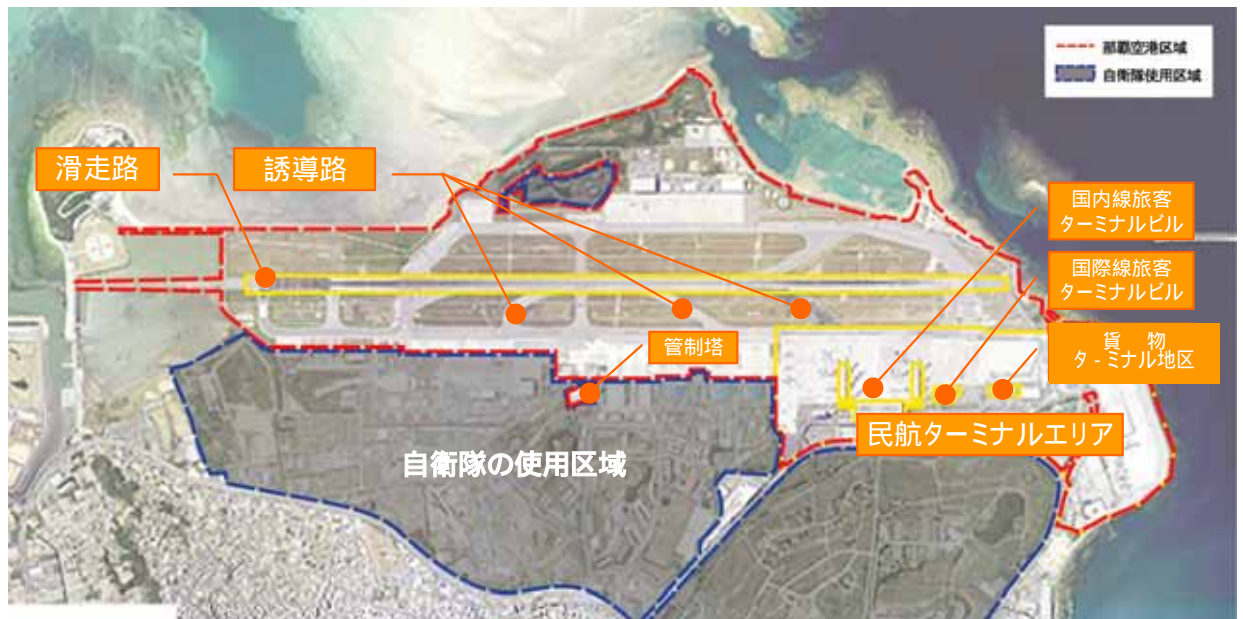 那覇空港区域
自衛隊使用区域
滑走路
誘導路
国内線旅客
ターミナルビル
国際線旅客
ターミナルビル
貨　物
タ-ミナル地区
管制塔
民航ターミナルエリア
自衛隊の使用区域